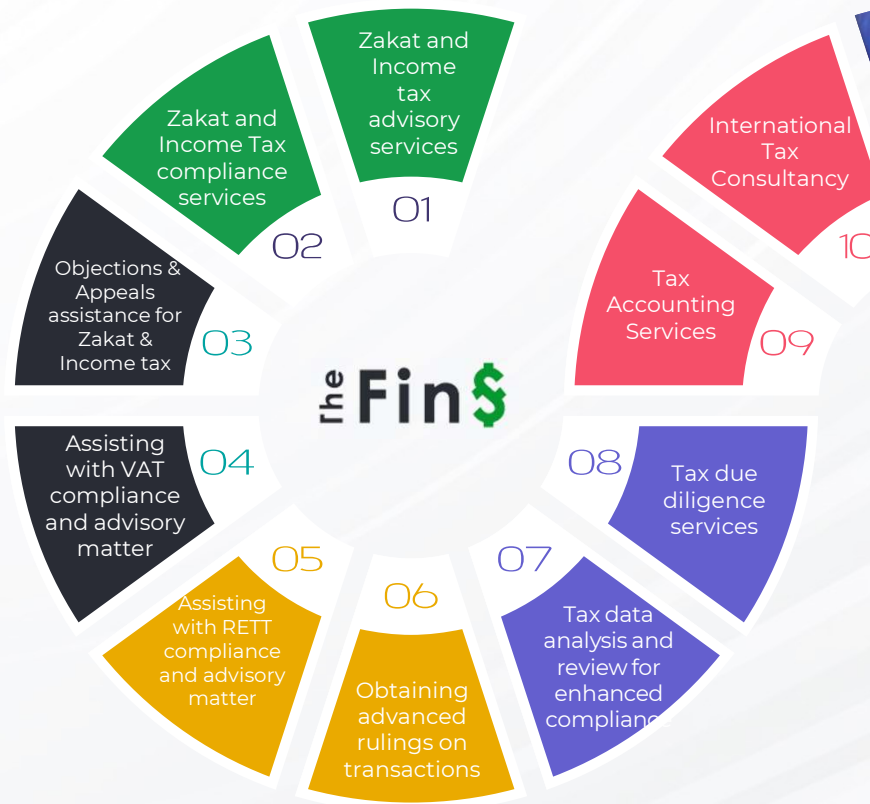 Zakat and
Income
tax
advisory
services
01
Zakat and
Income Tax
compliance
services
02
Objections &
Appeals
assistance for
Zakat &
Income tax
03
Assisting
with VAT
compliance
and advisory
matter
04
Assisting
with RETT
compliance
and advisory
matter
05
Obtaining
advanced
rulings on
transactions
06
Tax data
analysis and
review for
enhanced
compliance
07
Tax due
diligence
services
08
Tax
Accounting
Services
09
International
Tax
Consultancy
10
The Fin$